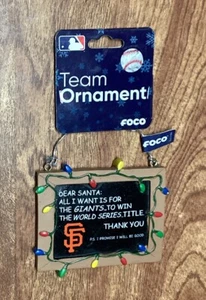 Team
Ornament
FOCO
FOCO
DEAR SANTA:
ALL I WANT IS FOR
THE GIANTS, TO WIN
THE WORLD SERIES TITLE
THANK YOU
SF
P.S. I PROMISE I WILL BE GOOD